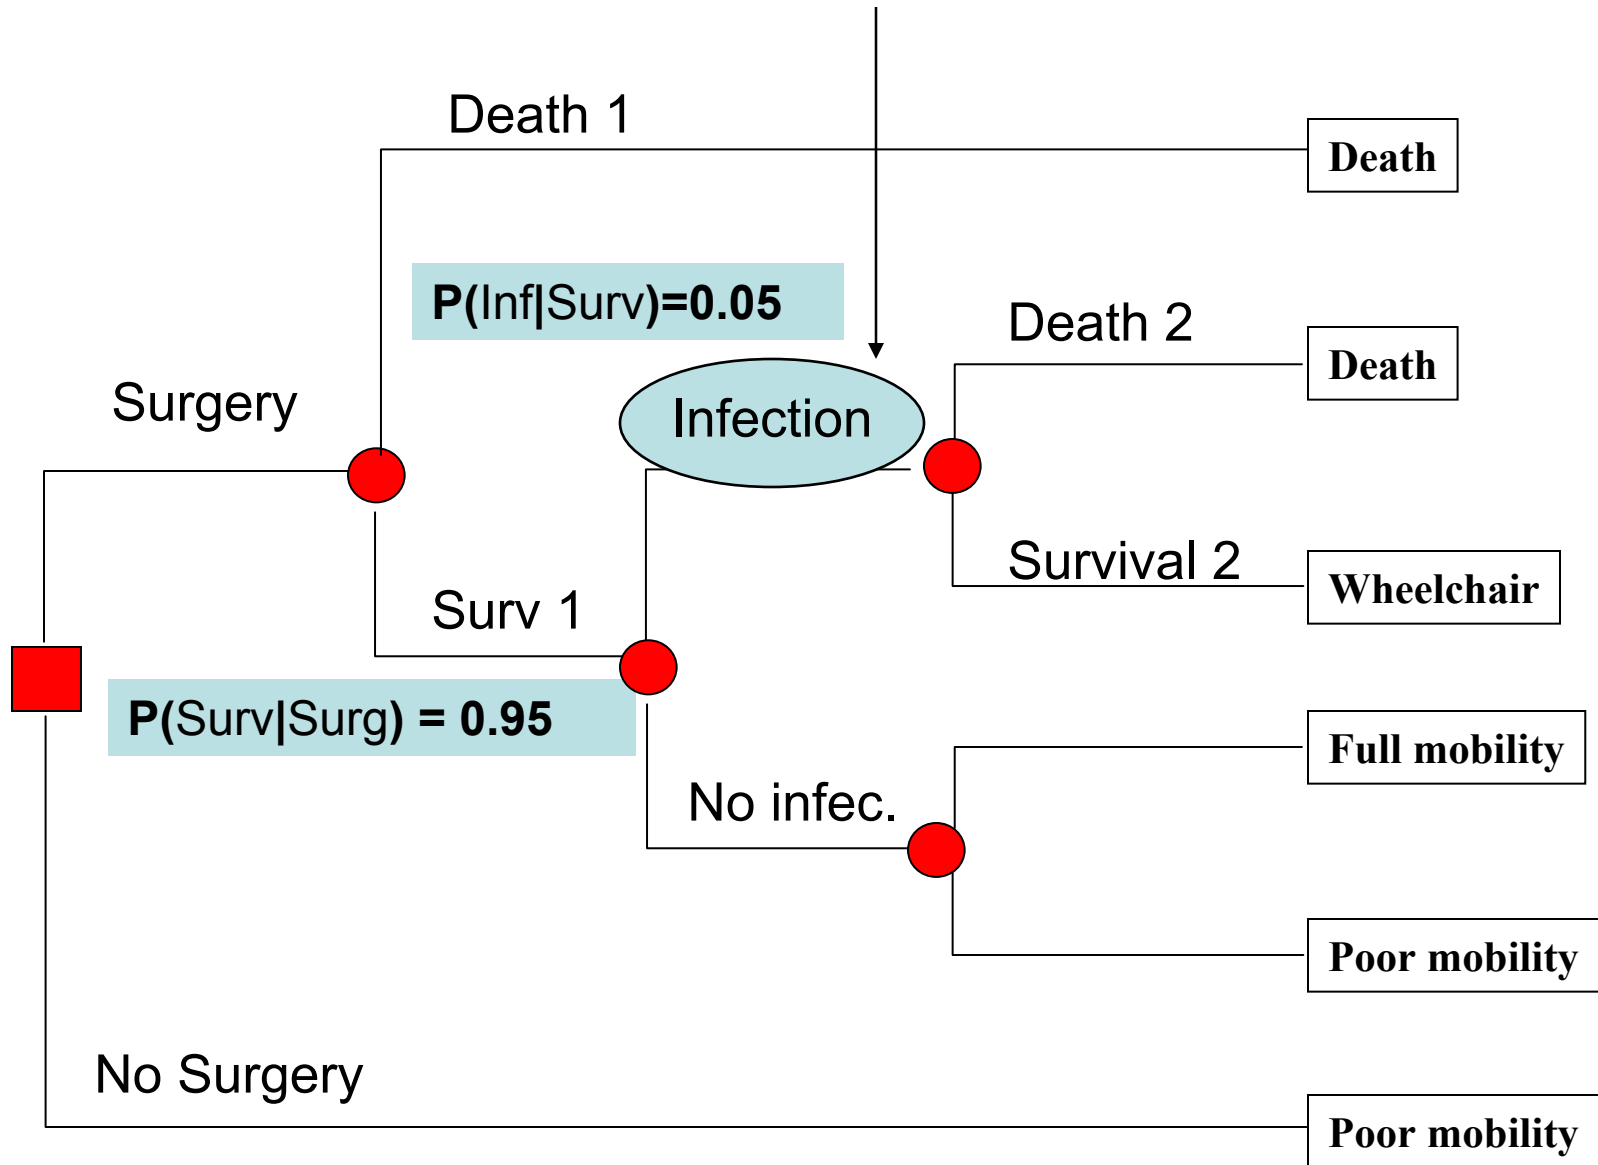 Death 1
Death
P(Inf|Surv)=0.05
Death 2
Death
Surgery
Infection
Survival 2
Wheelchair
Surv 1
P(Surv|Surg) = 0.95
Full mobility
No infec.
Poor mobility
No Surgery
Poor mobility